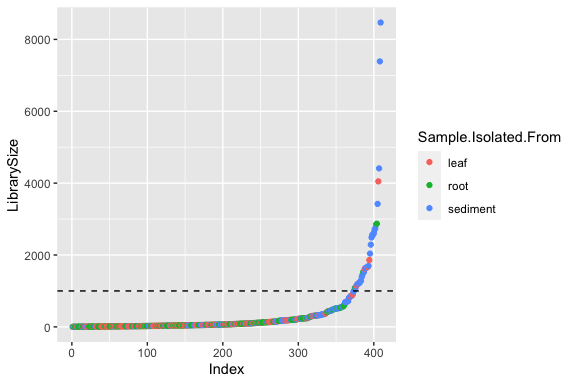 8000
6000
4000
2000
0
LibrarySize
0 100 200 300 400
Index
Sample.Isolated.From
leaf
root
sediment